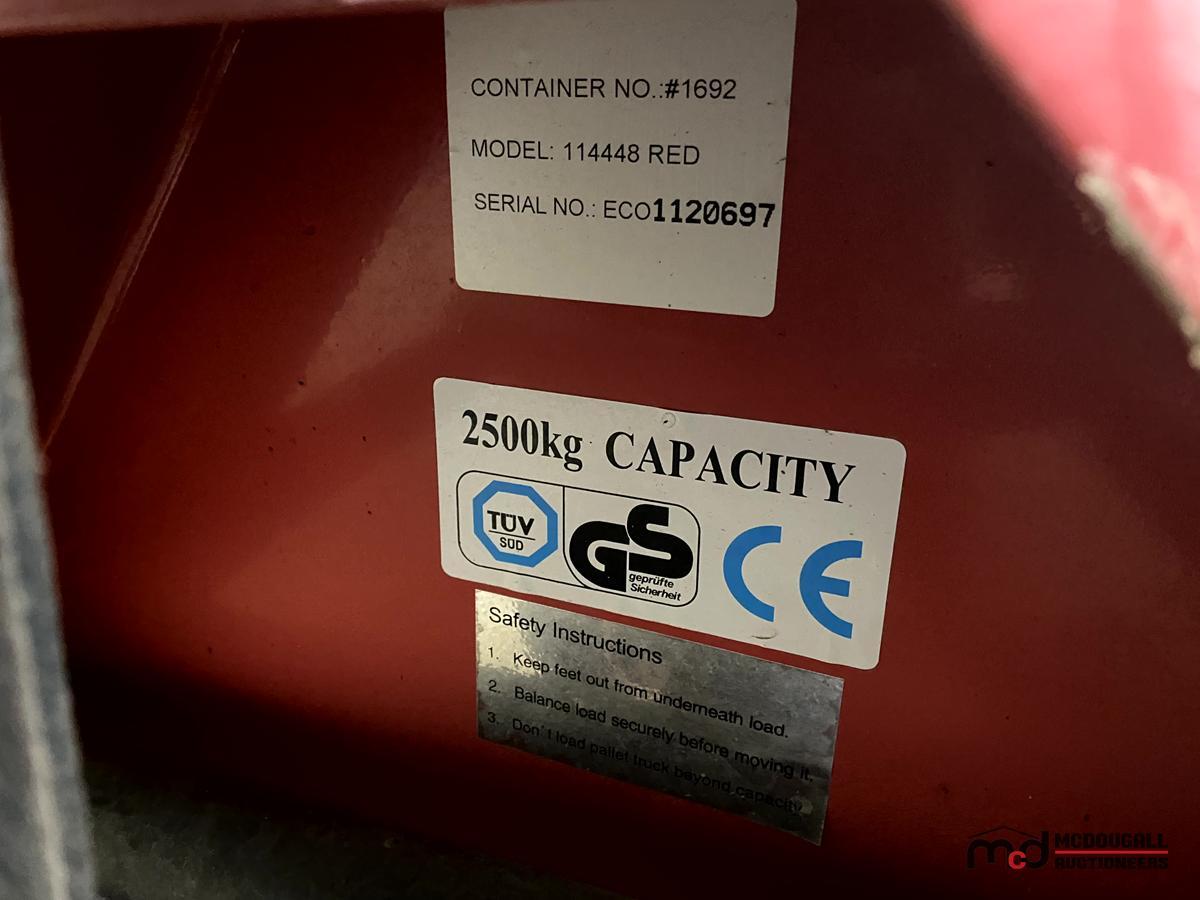 CONTAINER NO.:#1692
MODEL: 114448 RED
SERIAL NO.: ECO1120697
2500kg CAPACITY
TÜV
SÜD
GS
geprüfte
Sicherheit
CE
Safety Instructions
1. Keep feet out from underneath load.
2. Balance load securely before moving it.
3. Don't load pallet truck beyond capacity.
mcd
MCDOUGALL
AUCTIONEERS